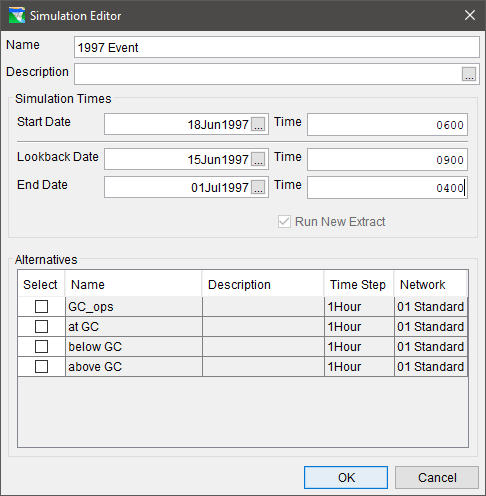 Simulation Editor
Name 1997 Event
Description ...
Simulation Times
Start Date 18Jun1997 ... Time 0600
Lookback Date 15Jun1997 ... Time 0900
End Date 01Jul1997 ... Time 0400
Run New Extract
Alternatives
Select Name Description Time Step Network
GC_ops 1Hour 01 Standard
at GC 1Hour 01 Standard
below GC 1Hour 01 Standard
above GC 1Hour 01 Standard
OK Cancel